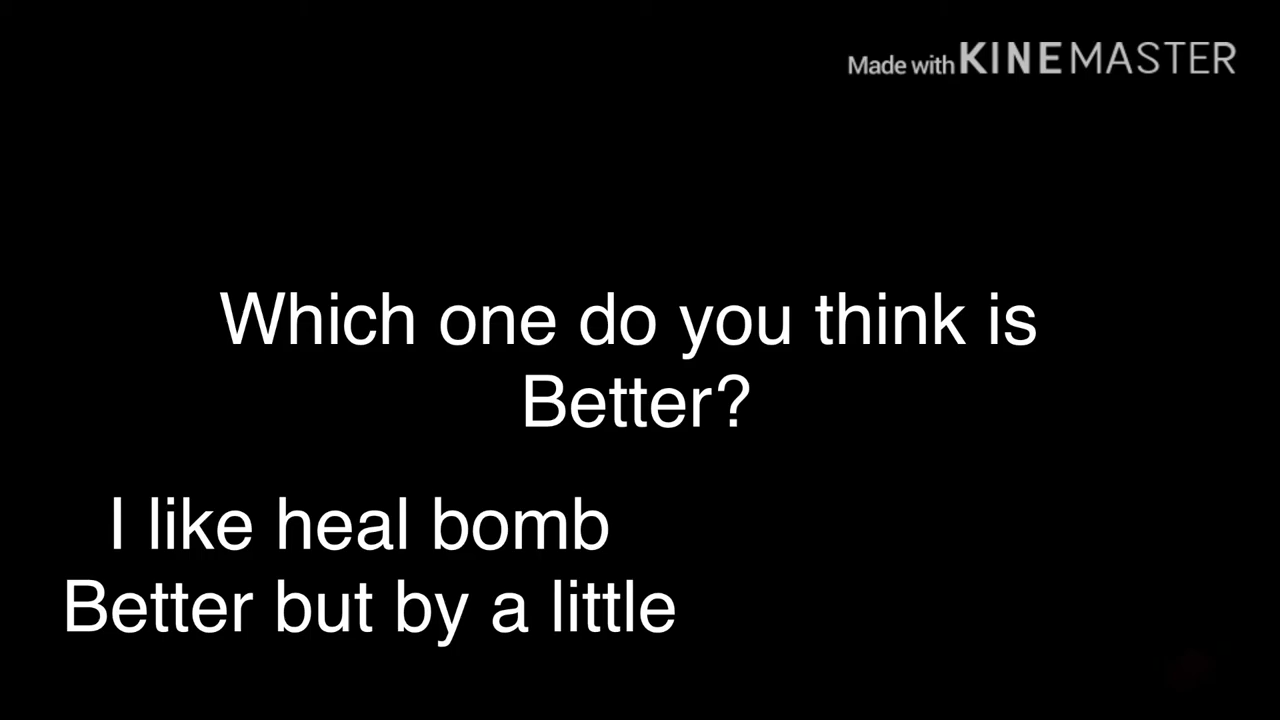 Made with KINEMASTER
Which one do you think is
Better?
I like heal bomb
Better but by a little